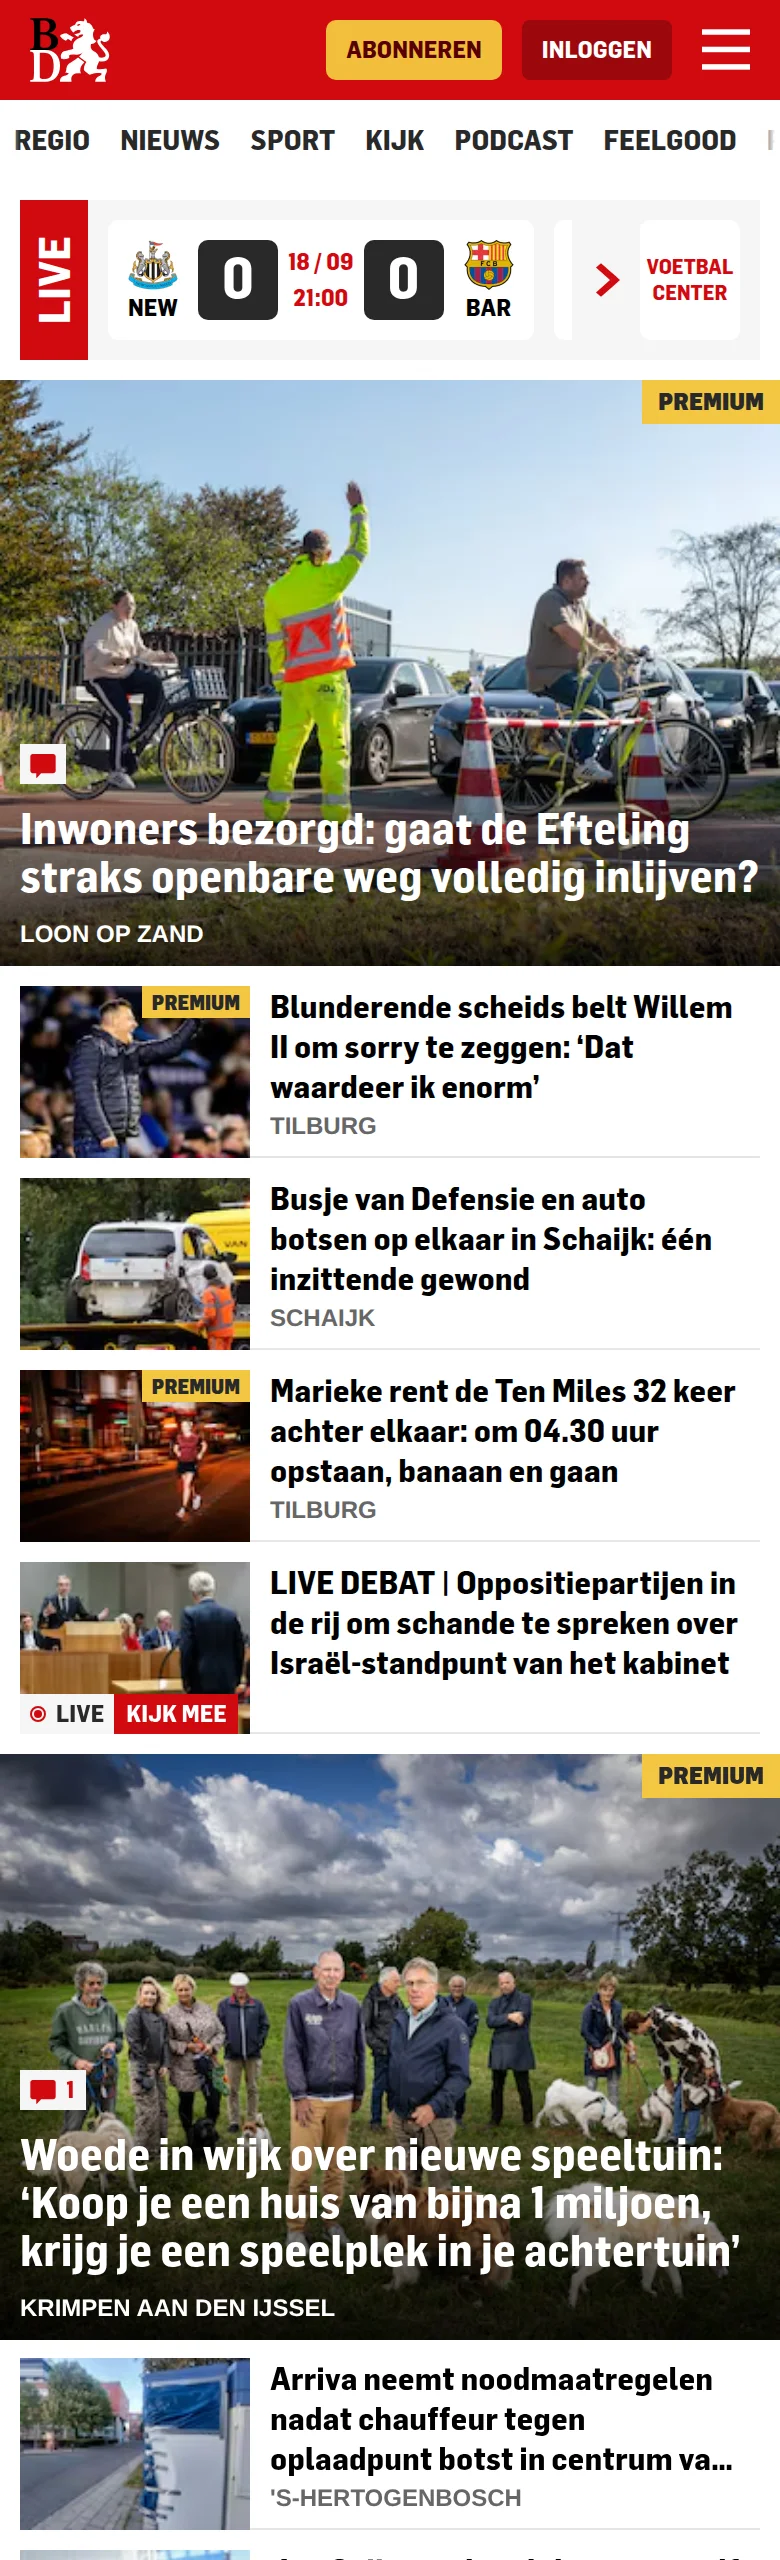 BD
ABONNEREN
INLOGGEN
REGIO NIEUWS SPORT KIJK PODCAST FEELGOOD
LIVE
NEW
0
18 / 09
21:00
0
BAR
VOETBAL
CENTER
PREMIUM
Inwoners bezorgd: gaat de Efteling
straks openbare weg volledig inlijven?
LOON OP ZAND
PREMIUM
Blunderende scheids belt Willem
II om sorry te zeggen: ‘Dat
waardeer ik enorm’
TILBURG
Busje van Defensie en auto
botsen op elkaar in Schaijk: één
inzittende gewond
SCHAIJK
PREMIUM
Marieke rent de Ten Miles 32 keer
achter elkaar: om 04.30 uur
opstaan, banaan en gaan
TILBURG
LIVE DEBAT | Oppositiepartijen in
de rij om schande te spreken over
Israël-standpunt van het kabinet
LIVE KIJK MEE
PREMIUM
1
Woede in wijk over nieuwe speeltuin:
‘Koop je een huis van bijna 1 miljoen,
krijg je een speelplek in je achtertuin’
KRIMPEN AAN DEN IJSSEL
Arriva neemt noodmaatregelen
nadat chauffeur tegen
oplaadpunt botst in centrum va...
'S-HERTOGENBOSCH